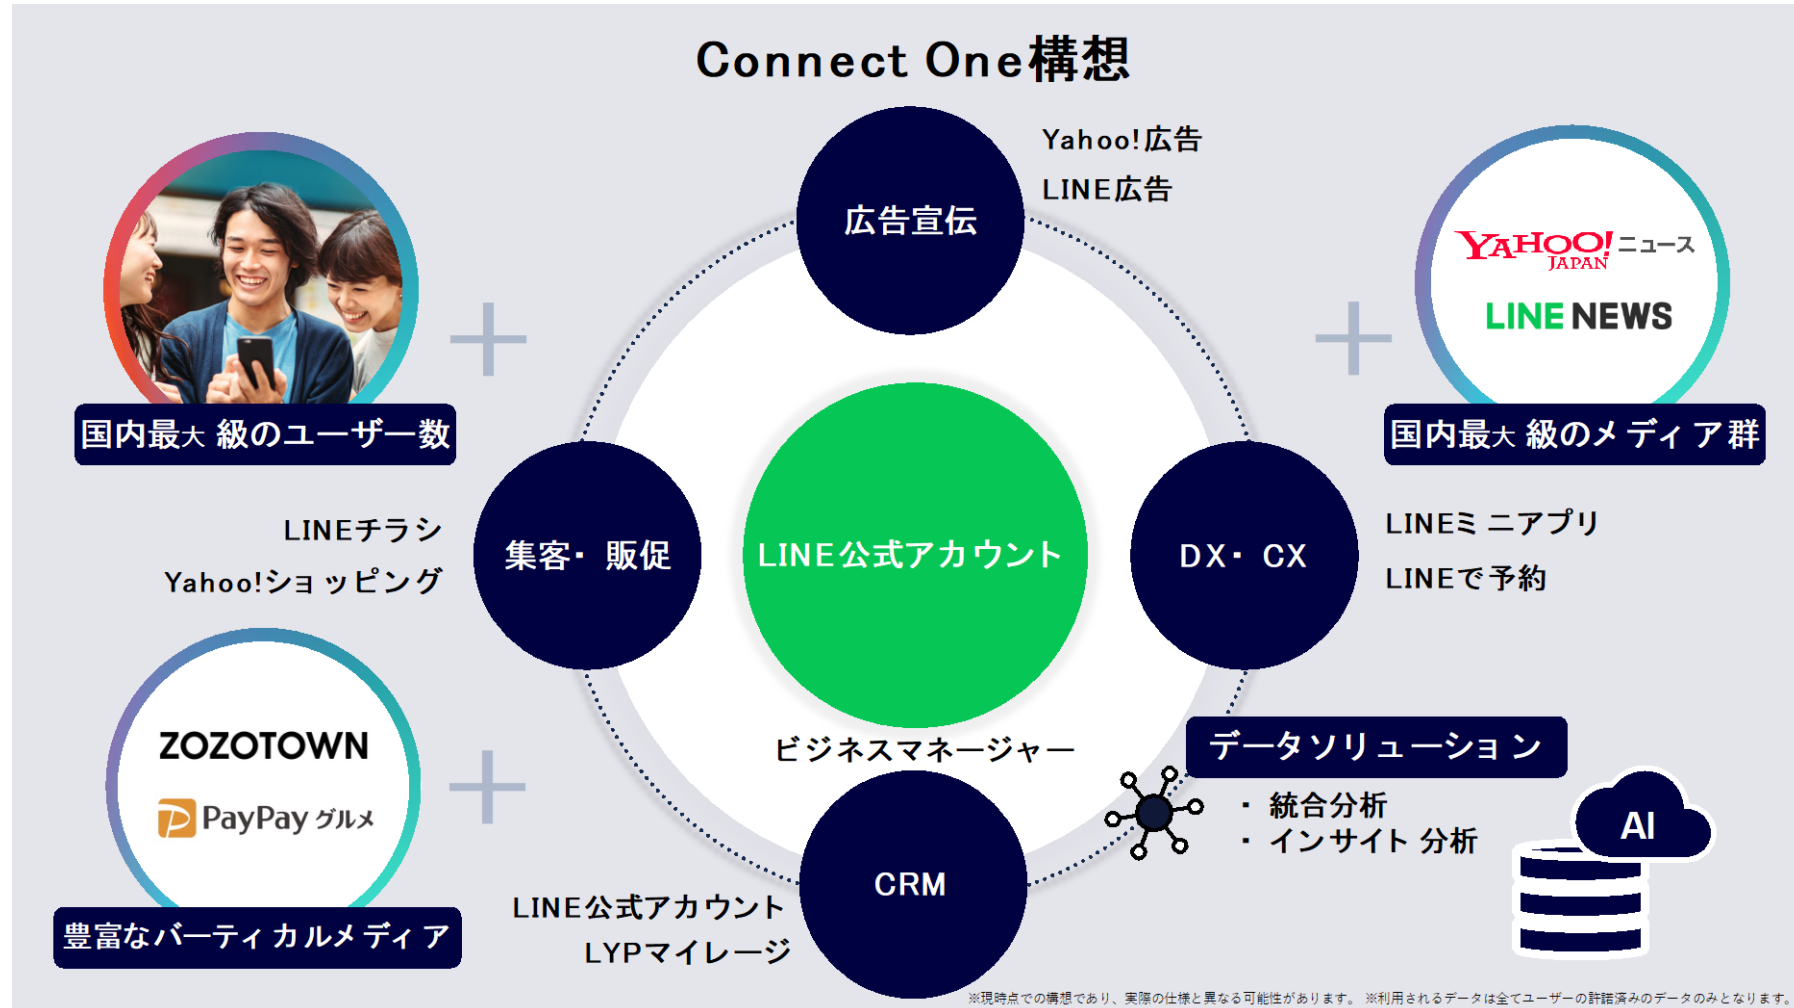 Connect One構想
Yahoo!広告
LINE広告
広告宣伝
YAHOO! JAPAN ニュース
LINE NEWS
国内最大級のユーザー数
国内最大級のメディア群
LINEチラシ
Yahoo!ショッピング
集客・販促
LINE公式アカウント
DX・CX
LINEミニアプリ
LINEで予約
ZOZOTOWN
PayPay グルメ
豊富なバーティカルメディア
ビジネスマネージャー
データソリューション
・統合分析
・インサイト分析
AI
CRM
LINE公式アカウント
LYPマイレージ
※現時点での構想であり、実際の仕様と異なる可能性があります。 ※利用されるデータは全てユーザーの許諾済みのデータのみとなります。